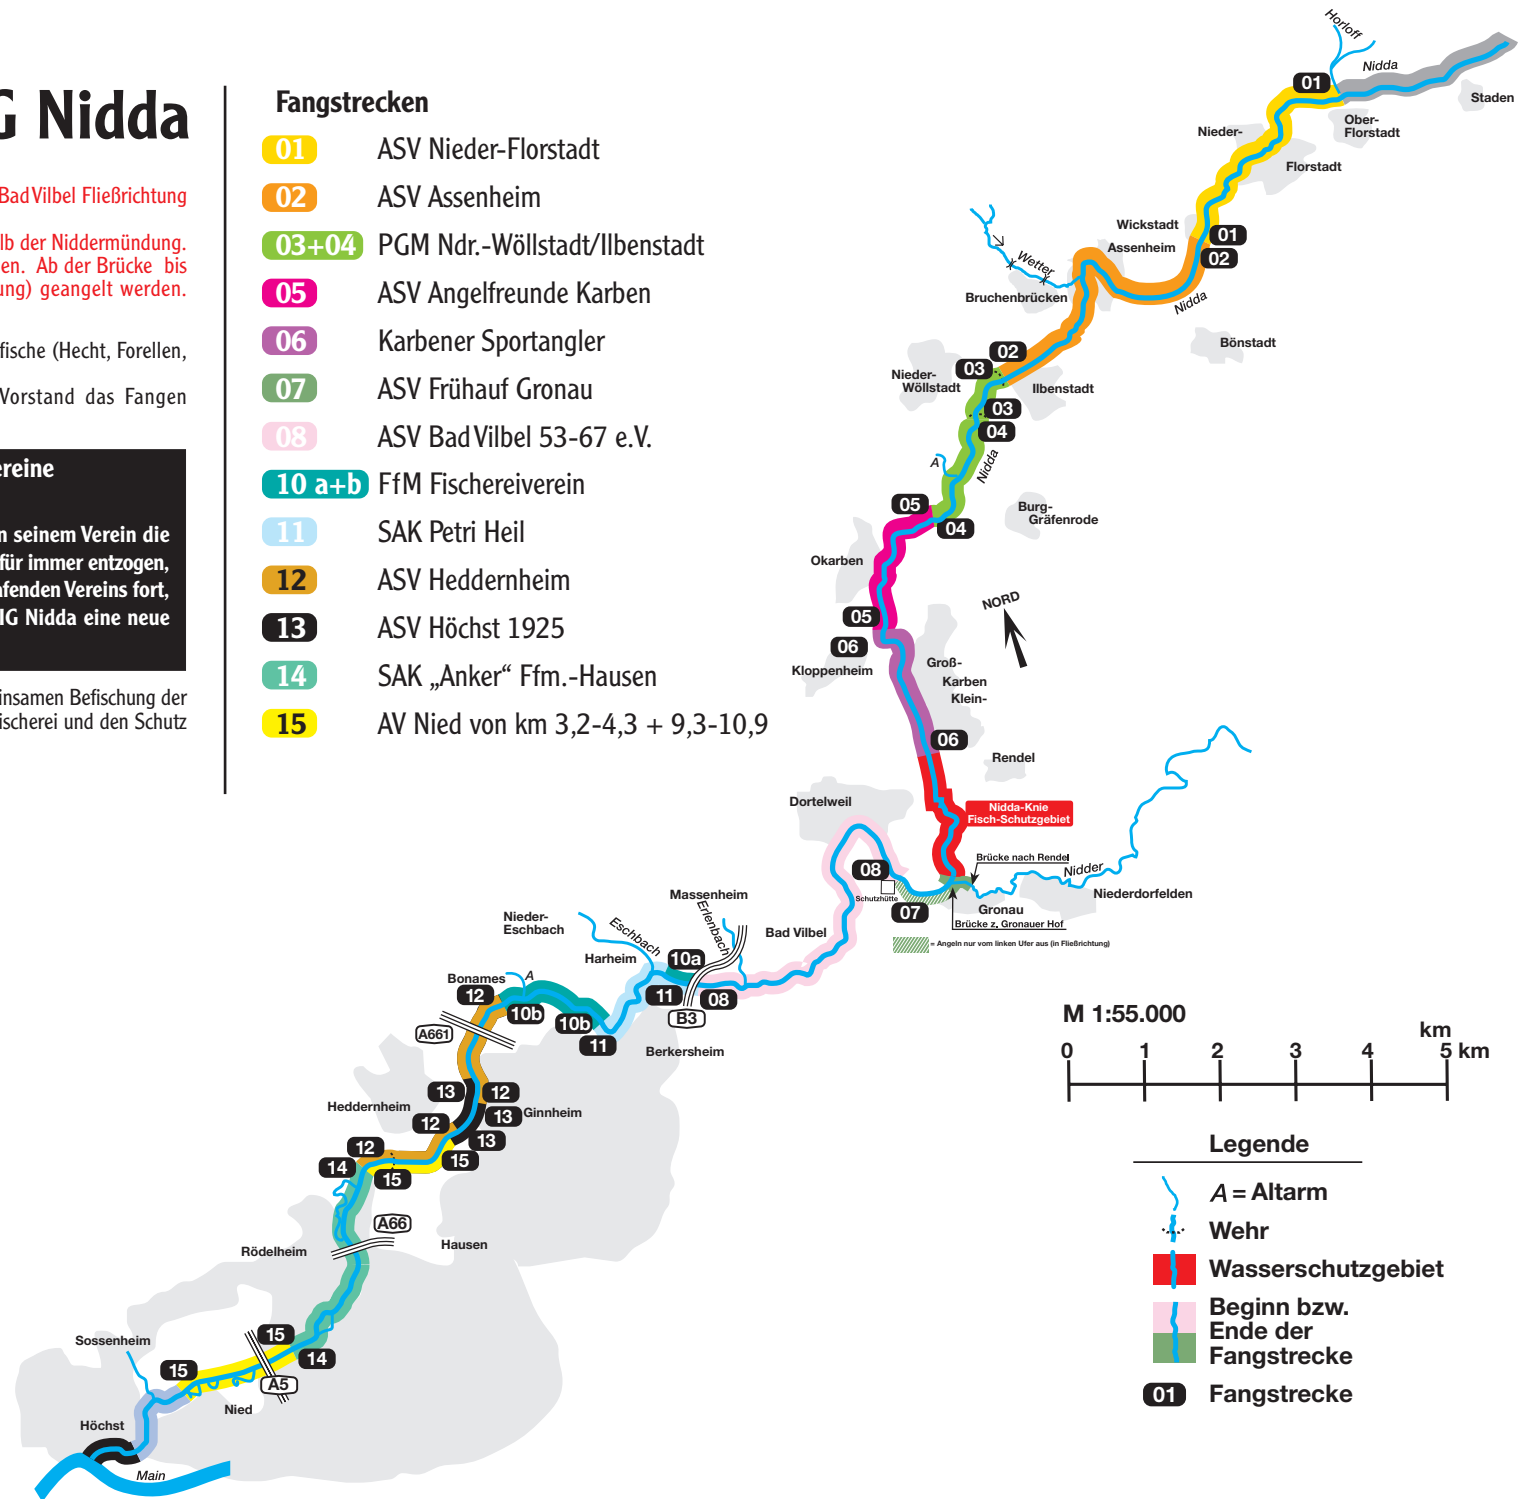 G Nidda
Bad Vilbel Fließrichtung
lb der Niddermündung.
en. Ab der Brücke bis
ung) geangelt werden.
fische (Hecht, Forellen,
Vorstand das Fangen
ereine
n seinem Verein die
für immer entzogen,
afenden Vereins fort,
IG Nidda eine neue
insamen Befischung der
ischerei und den Schutz
Fangstrecken
01 ASV Nieder-Florstadt
02 ASV Assenheim
03+04 PGM Ndr.-Wöllstadt/Ilbenstadt
05 ASV Angelfreunde Karben
06 Karbener Sportangler
07 ASV Frühauf Gronau
08 ASV Bad Vilbel 53-67 e.V.
10 a+b FfM Fischereiverein
11 SAK Petri Heil
12 ASV Heddernheim
13 ASV Höchst 1925
14 SAK „Anker“ Ffm.-Hausen
15 AV Nied von km 3,2-4,3 + 9,3-10,9
Horloff
Nidda
01
Staden
Ober-
Florstadt
Nieder-
Florstadt
Wickstadt
01
Assenheim
02
Wetter
Bruchenbrücken
Nidda
Bönstadt
02
03
Nieder-
Wöllstadt
Ilbenstadt
03
04
A
Nidda
05
04
Burg-
Gräfenrode
Okarben
NORD
05
06
Kloppenheim
Groß-
Karben
Klein-
06
Rendel
Dortelweil
Nidda-Knie
Fisch-Schutzgebiet
Brücke nach Rendel
Nidder
08
Schutzhütte
Niederdorfelden
07
Gronau
Brücke z. Gronauer Hof
= Angeln nur vom linken Ufer aus (in Fließrichtung)
Massenheim
Erlenbach
Bad Vilbel
Nieder-
Eschbach
Eschbach
Harheim
10a
11
08
B3
Bonames
A
12
10b
10b
11
A661
Berkersheim
13
12
Heddernheim
13
Ginnheim
12
13
12
15
14
15
A66
Hausen
Rödelheim
Sossenheim
15
14
15
A5
Nied
Höchst
Main
M 1:55.000
km
0 1 2 3 4 5 km
Legende
A = Altarm
Wehr
Wasserschutzgebiet
Beginn bzw.
Ende der
Fangstrecke
01 Fangstrecke